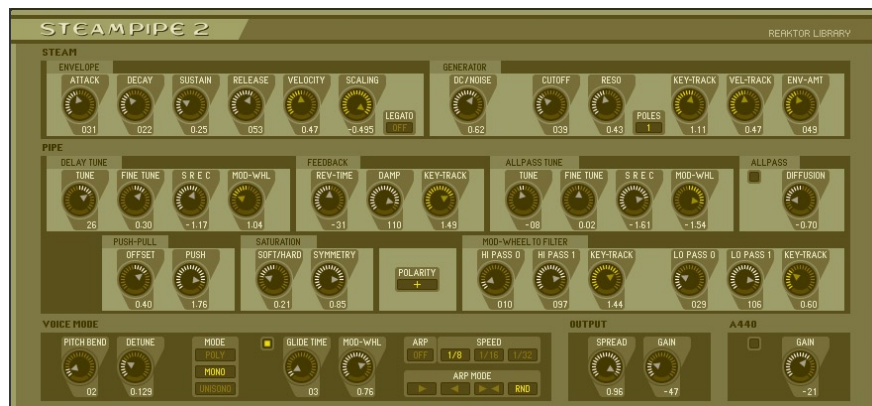 STEAMPIPE 2
REAKTOR LIBRARY
STEAM
ENVELOPE GENERATOR
ATTACK DECAY SUSTAIN RELEASE VELOCITY SCALING DC/NOISE CUTOFF RESO KEY-TRACK VEL-TRACK ENV-AMT
LEGATO POLES
OFF 1
031 022 0.25 053 0.47 -0.495 0.62 039 0.43 1.11 0.47 049
PIPE
DELAY TUNE FEEDBACK ALLPASS TUNE ALLPASS
TUNE FINE TUNE S R E C MOD-WHL REV-TIME DAMP KEY-TRACK TUNE FINE TUNE S R E C MOD-WHL DIFFUSION
26 0.30 -1.17 1.04 -31 110 1.49 -08 0.02 -1.61 -1.54 -0.70
PUSH-PULL SATURATION MOD-WHEEL TO FILTER
OFFSET PUSH SOFT/HARD SYMMETRY HI PASS 0 HI PASS 1 KEY-TRACK LO PASS 0 LO PASS 1 KEY-TRACK
POLARITY
+
0.40 1.76 0.21 0.85 010 097 1.44 029 106 0.60
VOICE MODE OUTPUT A440
PITCH BEND DETUNE MODE GLIDE TIME MOD-WHL ARP SPEED SPREAD GAIN GAIN
POLY OFF 1/8 1/16 1/32
MONO ARP MODE
UNISONO RND
02 0.129 03 0.76 0.96 -47 -21